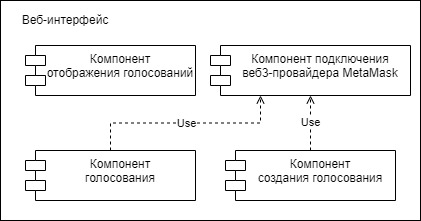 Веб-интерфейс
Компонент
отображения голосований
Компонент подключения
веб3-провайдера MetaMask
Use
Use
Компонент
голосования
Компонент
создания голосования